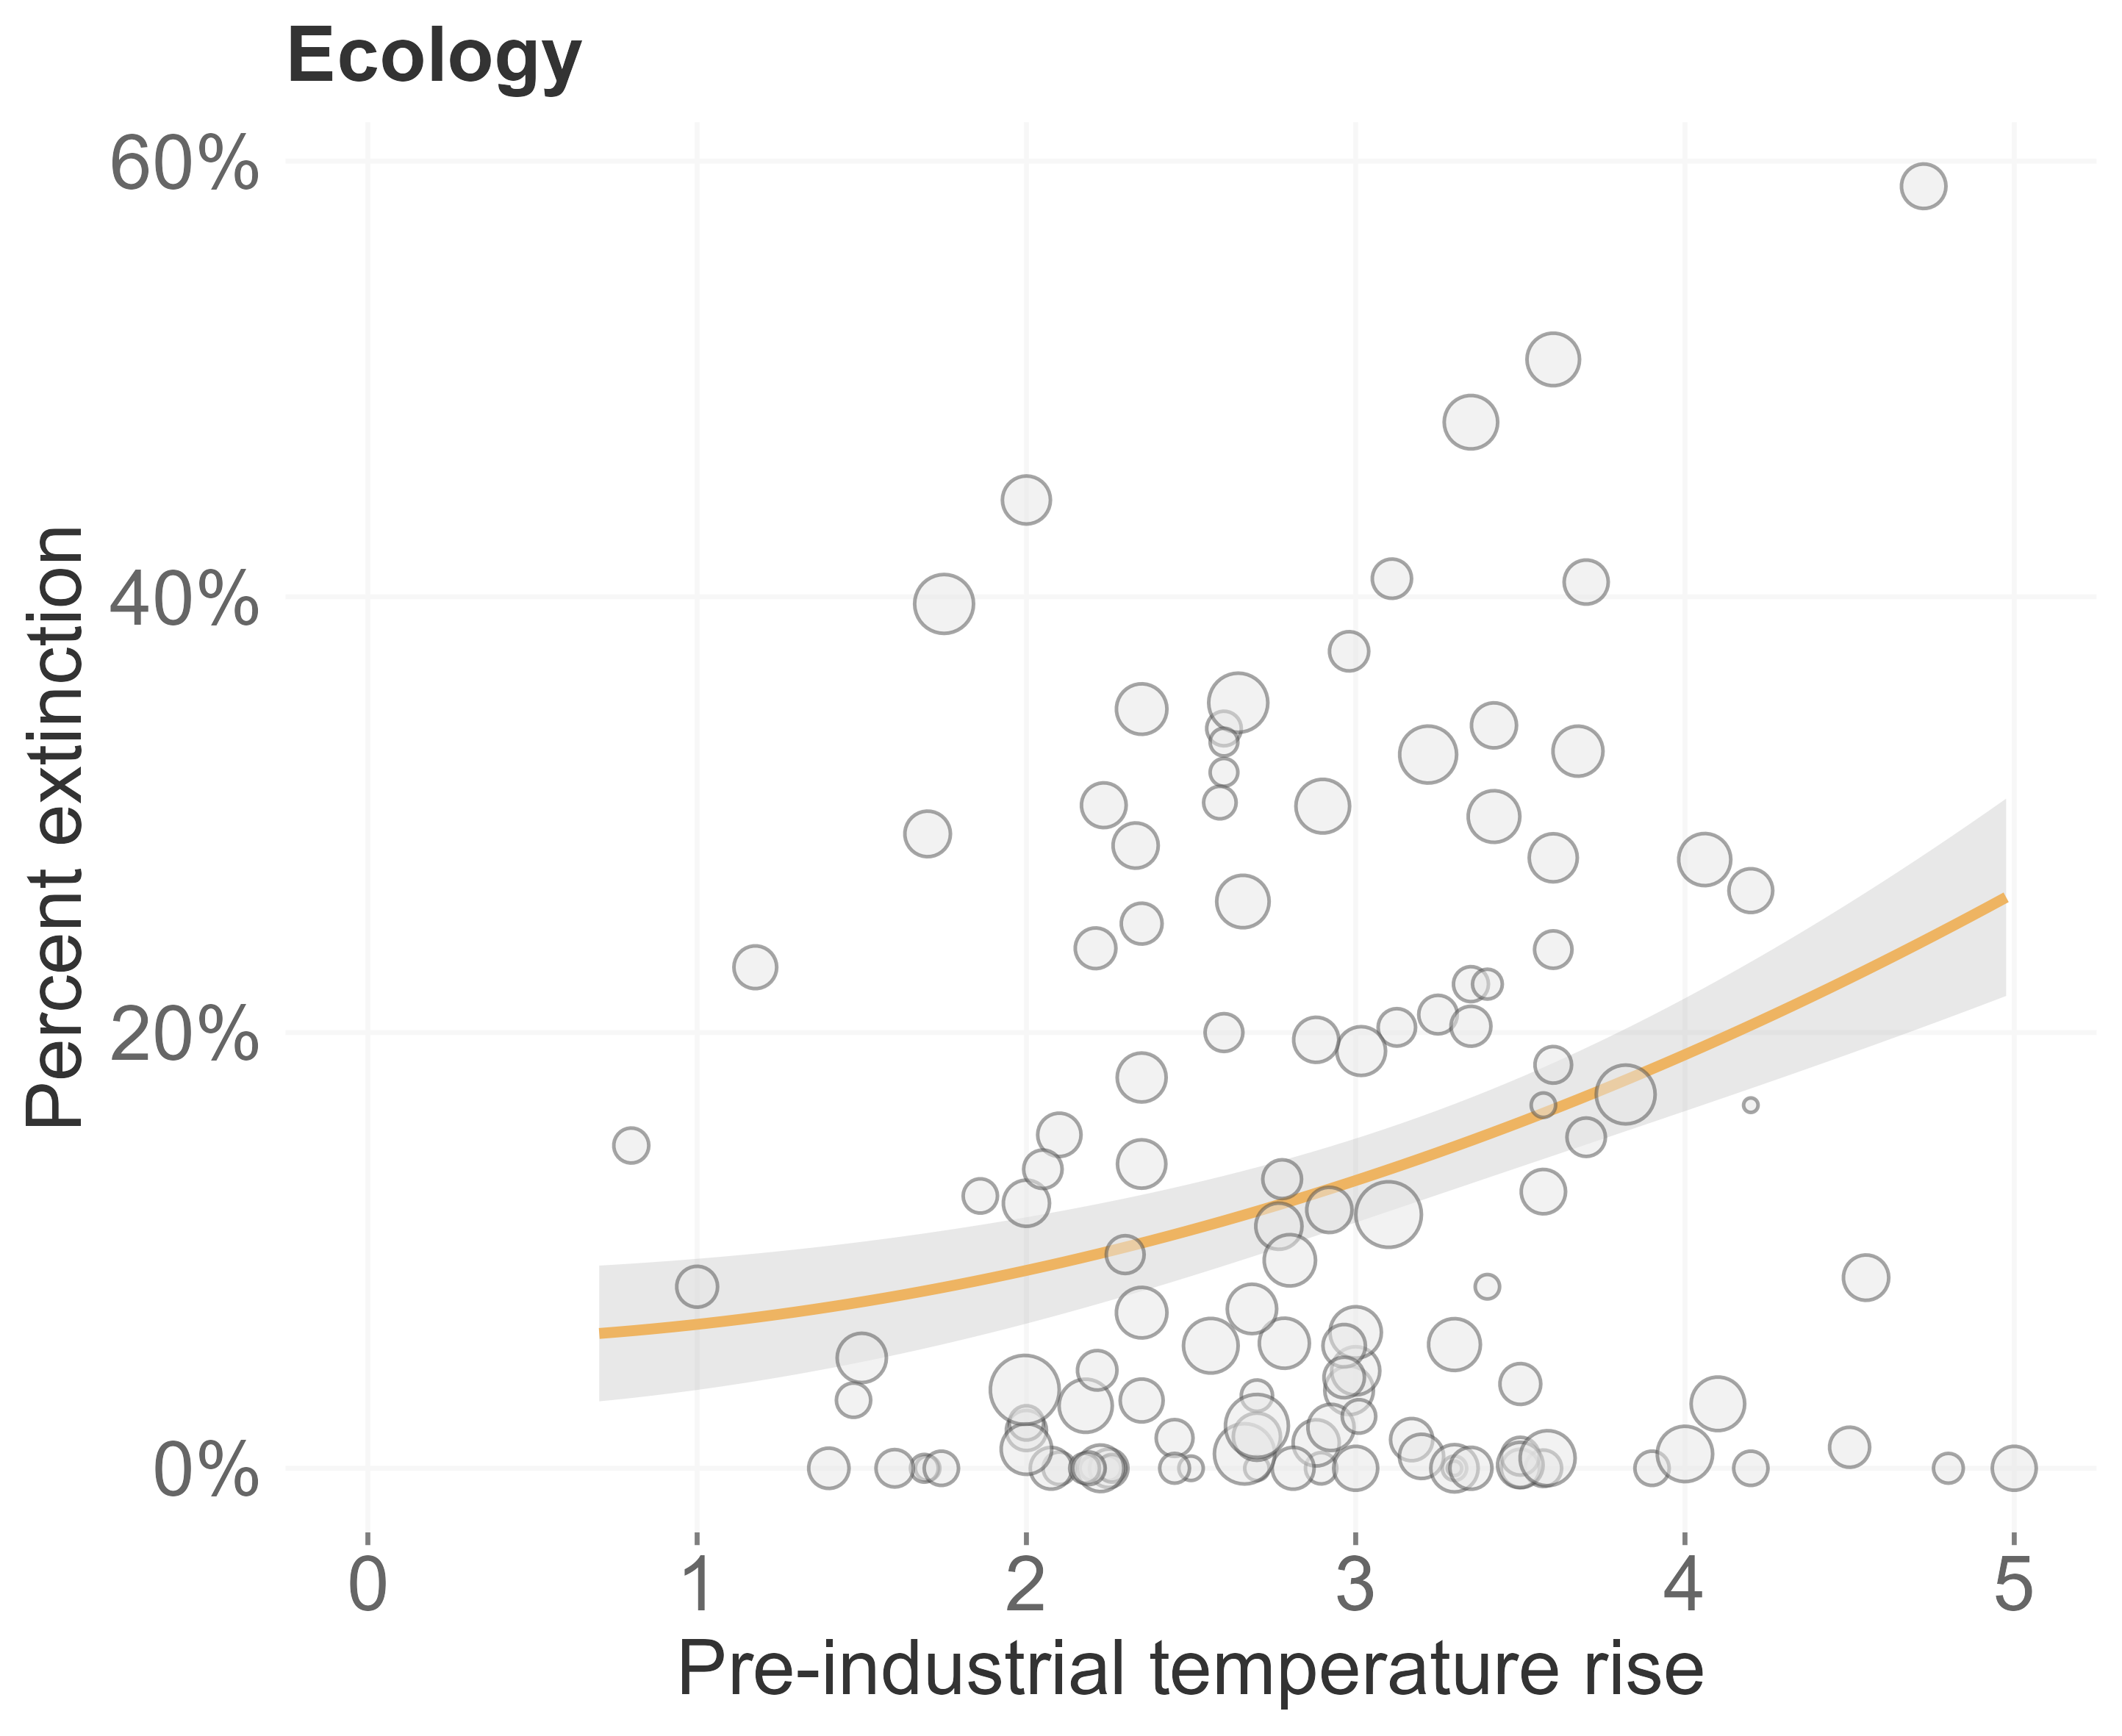 Ecology
60%
40%
20%
0%
Percent extinction
0 1 2 3 4 5
Pre-industrial temperature rise